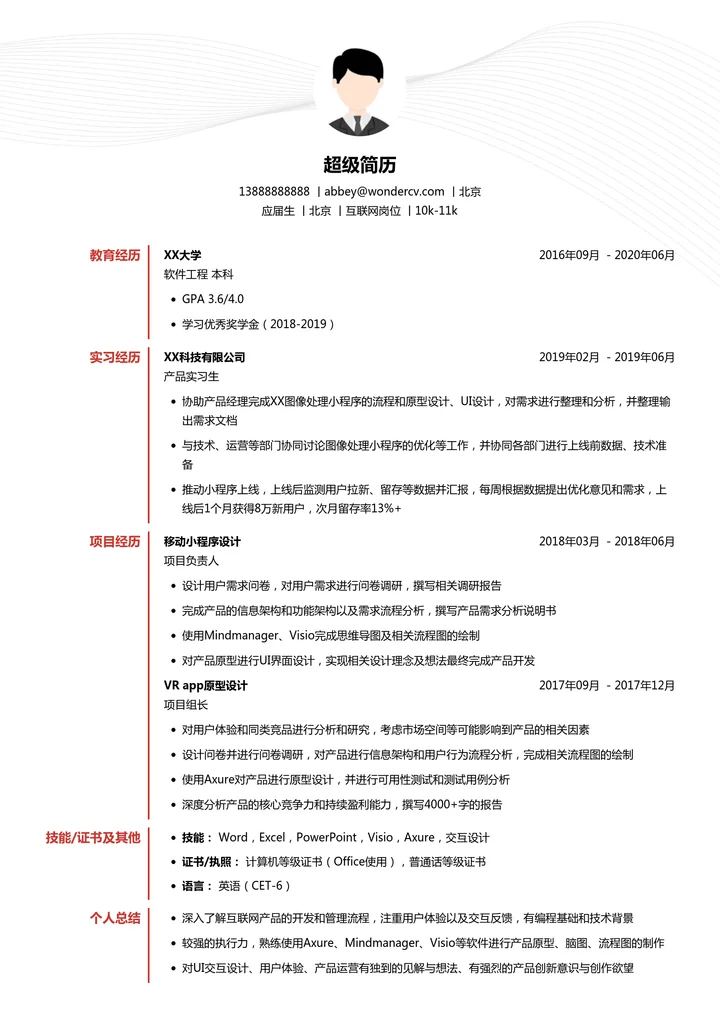 超级简历
13888888888 | abbey@wondercv.com | 北京
应届生 | 北京 | 互联网岗位 | 10k-11k
教育经历
XX大学 2016年09月 - 2020年06月
软件工程 本科
• GPA 3.6/4.0
• 学习优秀奖学金（2018-2019）
实习经历
XX科技有限公司 2019年02月 - 2019年06月
产品实习生
• 协助产品经理完成XX图像处理小程序的流程和原型设计、UI设计，对需求进行整理和分析，并整理输
出需求文档
• 与技术、运营等部门协同讨论图像处理小程序的优化等工作，并协同各部门进行上线前数据、技术准
备
• 推动小程序上线，上线后监测用户拉新、留存等数据并汇报，每周根据数据提出优化意见和需求，上
线后1个月获得8万新用户，次月留存率13%+
项目经历
移动小程序设计 2018年03月 - 2018年06月
项目负责人
• 设计用户需求问卷，对用户需求进行问卷调研，撰写相关调研报告
• 完成产品的信息架构和功能架构以及需求流程分析，撰写产品需求分析说明书
• 使用Mindmanager、Visio完成思维导图及相关流程图的绘制
• 对产品原型进行UI界面设计，实现相关设计理念及想法最终完成产品开发
VR app原型设计 2017年09月 - 2017年12月
项目组长
• 对用户体验和同类竞品进行分析和研究，考虑市场空间等可能影响到产品的相关因素
• 设计问卷并进行问卷调研，对产品进行信息架构和用户行为流程分析，完成相关流程图的绘制
• 使用Axure对产品进行原型设计，并进行可用性测试和测试用例分析
• 深度分析产品的核心竞争力和持续盈利能力，撰写4000+字的报告
技能/证书及其他
• 技能： Word，Excel，PowerPoint，Visio，Axure，交互设计
• 证书/执照： 计算机等级证书（Office使用），普通话等级证书
• 语言： 英语（CET-6）
个人总结
• 深入了解互联网产品的开发和管理流程，注重用户体验以及交互反馈，有编程基础和技术背景
• 较强的执行力，熟练使用Axure、Mindmanager、Visio等软件进行产品原型、脑图、流程图的制作
• 对UI交互设计、用户体验、产品运营有独到的见解与想法、有强烈的产品创新意识与创作欲望